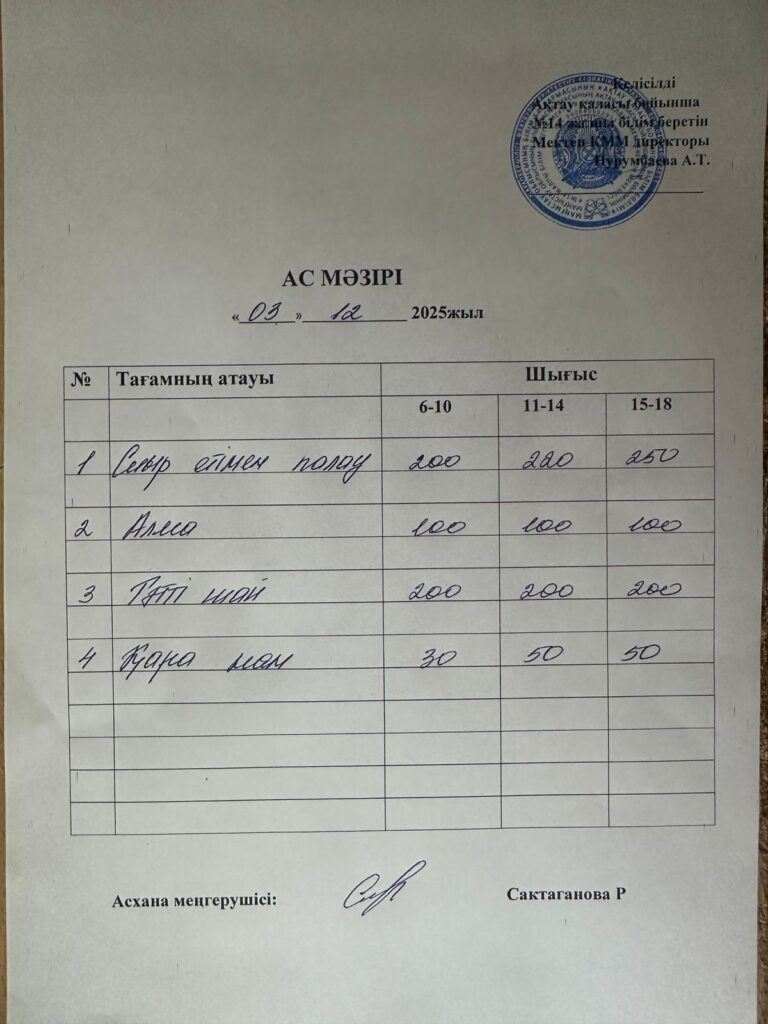 Келісілді
Ақтау қаласы бойынша
№14 жалпы білім беретін
Мектеп КММ директоры
Нурумбаева А.Т.
АС МӘЗІРІ
«03» 12 2025жыл
№ Тағамның атауы Шығыс
6-10 11-14 15-18
1 Сиыр етімен палау 200 220 250
2 Алма 100 100 100
3 Тәтті шай 200 200 200
4 Қара нан 30 50 50
Асхана меңгерушісі: Сактаганова Р